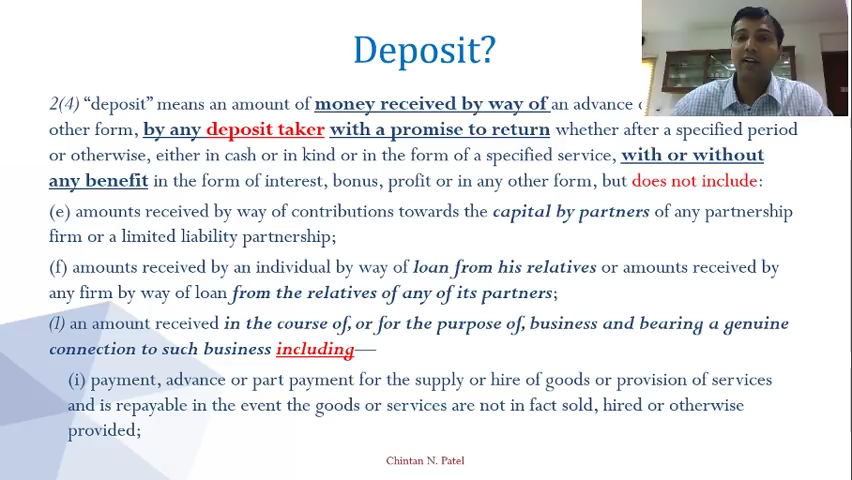 Deposit?
2(4) “deposit” means an amount of money received by way of an advance
other form, by any deposit taker with a promise to return whether after a specified period
or otherwise, either in cash or in kind or in the form of a specified service, with or without
any benefit in the form of interest, bonus, profit or in any other form, but does not include:
(e) amounts received by way of contributions towards the capital by partners of any partnership
firm or a limited liability partnership;
(f) amounts received by an individual by way of loan from his relatives or amounts received by
any firm by way of loan from the relatives of any of its partners;
(l) an amount received in the course of, or for the purpose of, business and bearing a genuine
connection to such business including—
(i) payment, advance or part payment for the supply or hire of goods or provision of services
and is repayable in the event the goods or services are not in fact sold, hired or otherwise
provided;
Chintan N. Patel